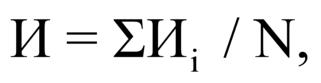 И = ΣИi / N,